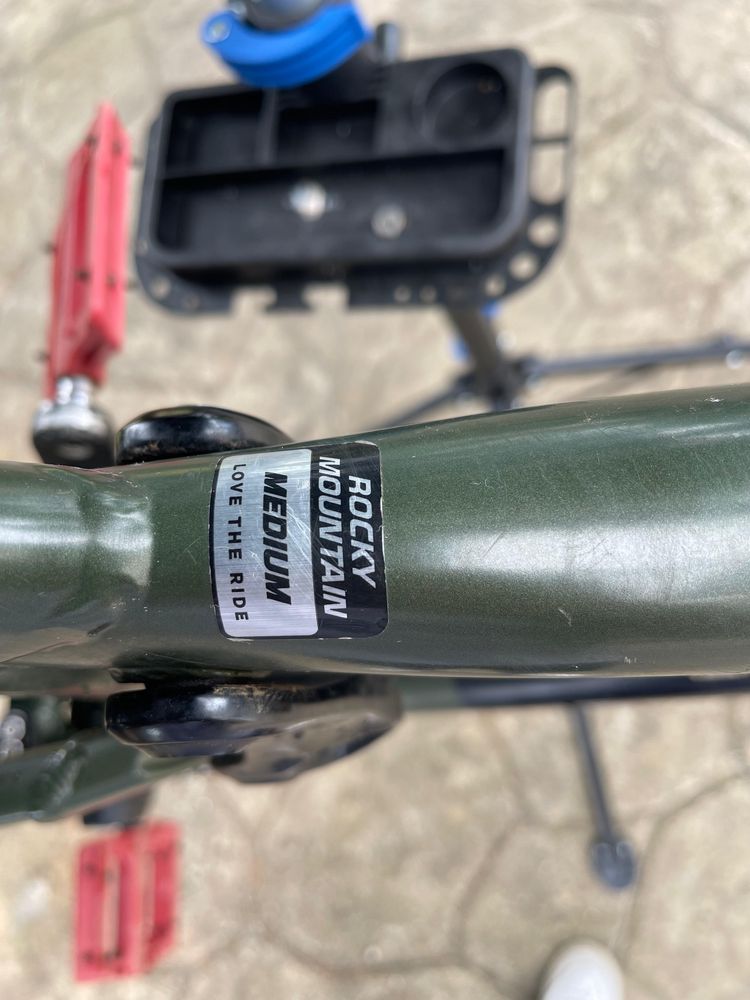 ROCKY
MOUNTAIN
MEDIUM
LOVE THE RIDE